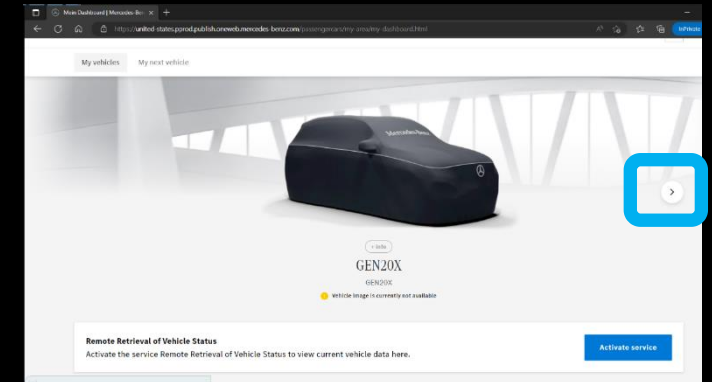 Main Dashboard | Mercedes-Ben
https://united-states.pprod.publish.oneweb.mercedes-benz.com/passengercars/my-area/my-dashboard.html
InPrivate
My vehicles My next vehicle
Mercedes-Benz
GEN20X
GEN20X
Vehicle image is currently not available
Remote Retrieval of Vehicle Status
Activate the service Remote Retrieval of Vehicle Status to view current vehicle data here.
Activate service